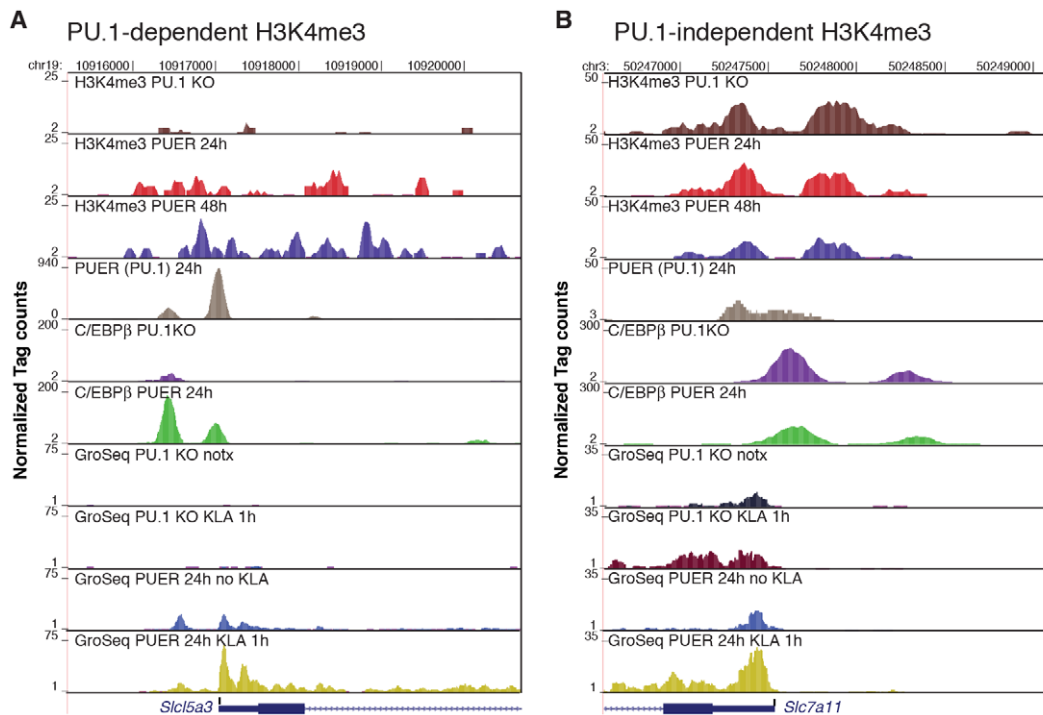 A
PU.1-dependent H3K4me3
chr19: 10916000 10917000 10918000 10919000 10920000
25
H3K4me3 PU.1 KO
2
25
H3K4me3 PUER 24h
2
25
H3K4me3 PUER 48h
2
940
PUER (PU.1) 24h
0
200
C/EBPβ PU.1KO
2
200
C/EBPβ PUER 24h
2
75
GroSeq PU.1 KO notx
1
75
GroSeq PU.1 KO KLA 1h
1
75
GroSeq PUER 24h no KLA
1
75
GroSeq PUER 24h KLA 1h
1
Normalized Tag counts
Slcl5a3
B
PU.1-independent H3K4me3
chr3: 50247000 50247500 50248000 50248500 50249000
50
H3K4me3 PU.1 KO
2
50
H3K4me3 PUER 24h
2
50
H3K4me3 PUER 48h
2
50
PUER (PU.1) 24h
3
300
C/EBPβ PU.1KO
2
300
C/EBPβ PUER 24h
2
35
GroSeq PU.1 KO notx
1
35
GroSeq PU.1 KO KLA 1h
1
35
GroSeq PUER 24h no KLA
1
35
GroSeq PUER 24h KLA 1h
1
Normalized Tag counts
Slc7a11